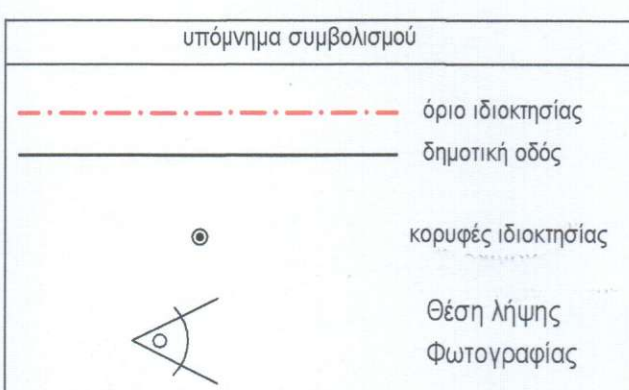 υπόμνημα συμβολισμού
όριο ιδιοκτησίας
δημοτική οδός
κορυφές ιδιοκτησίας
Θέση λήψης
Φωτογραφίας